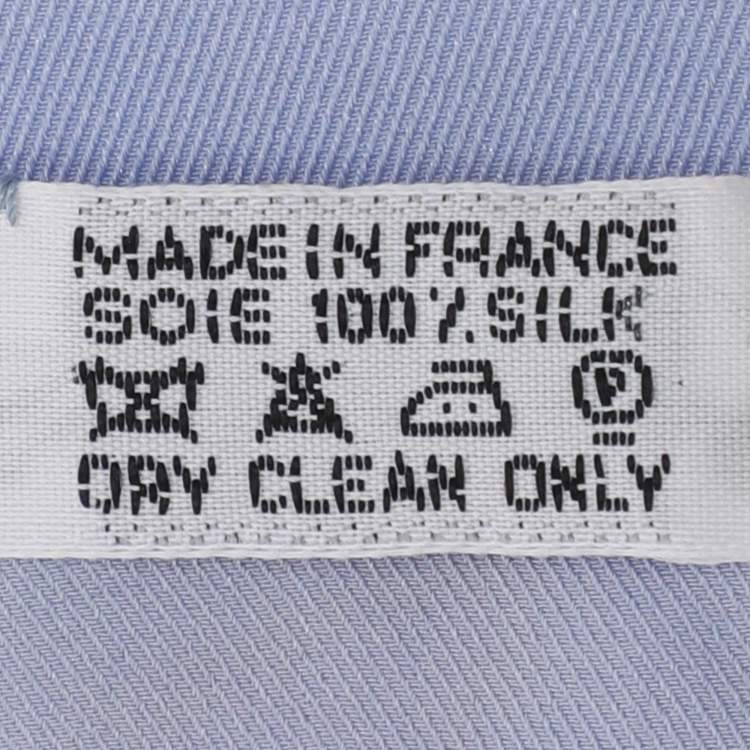 MADE IN FRANCE
SOIE 100% SILK
P
DRY CLEAN ONLY